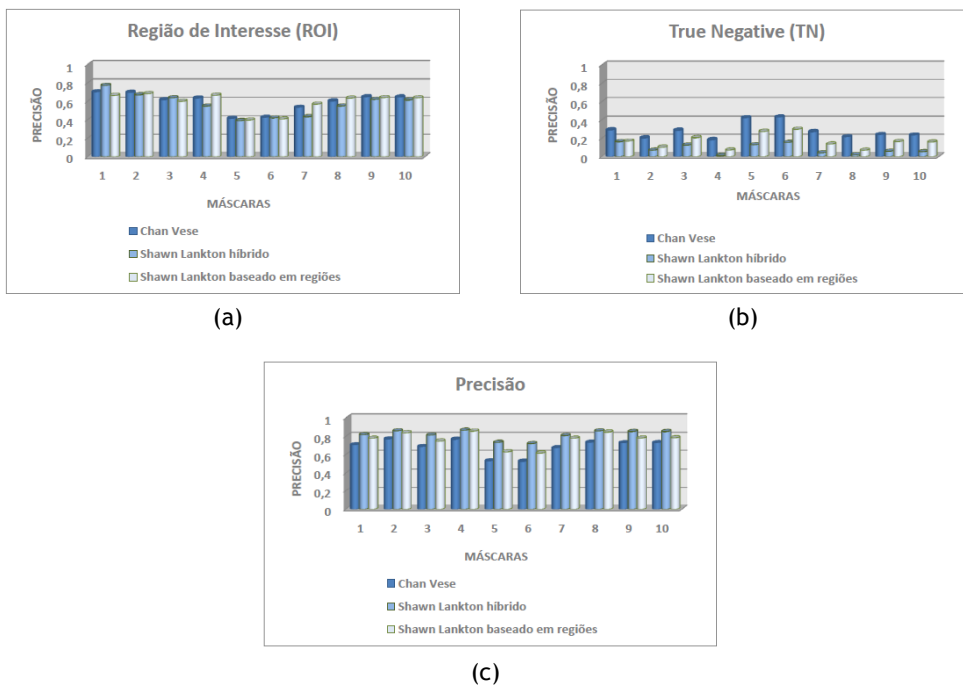 Região de Interesse (ROI)
1
0,8
0,6
0,4
0,2
0
PRECISÃO
1 2 3 4 5 6 7 8 9 10
MÁSCARAS
Chan Vese
Shawn Lankton híbrido
Shawn Lankton baseado em regiões
(a)
True Negative (TN)
1
0,8
0,6
0,4
0,2
0
PRECISÃO
1 2 3 4 5 6 7 8 9 10
MÁSCARAS
Chan Vese
Shawn Lankton híbrido
Shawn Lankton baseado em regiões
(b)
Precisão
1
0,8
0,6
0,4
0,2
0
PRECISÃO
1 2 3 4 5 6 7 8 9 10
MÁSCARAS
Chan Vese
Shawn Lankton híbrido
Shawn Lankton baseado em regiões
(c)